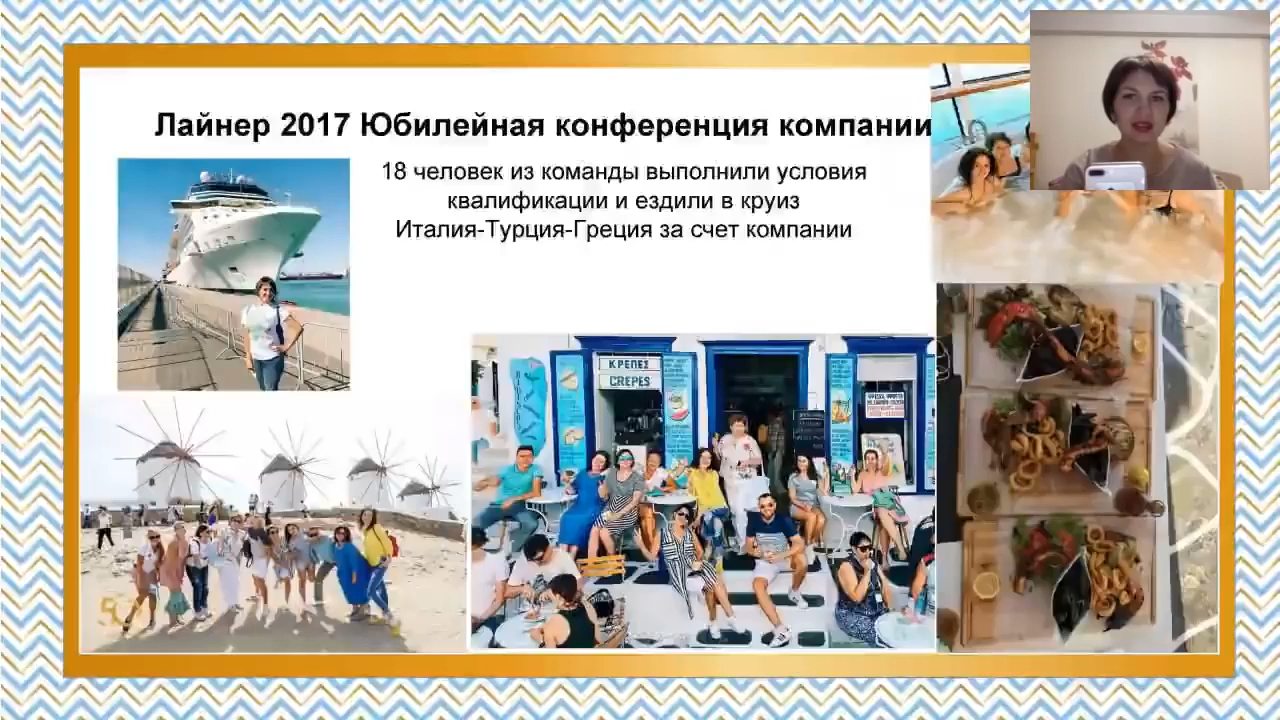 Лайнер 2017 Юбилейная конференция компании
18 человек из команды выполнили условия
квалификации и ездили в круиз
Италия-Турция-Греция за счет компании
ΚΡΕΠΕΣ
CREPES